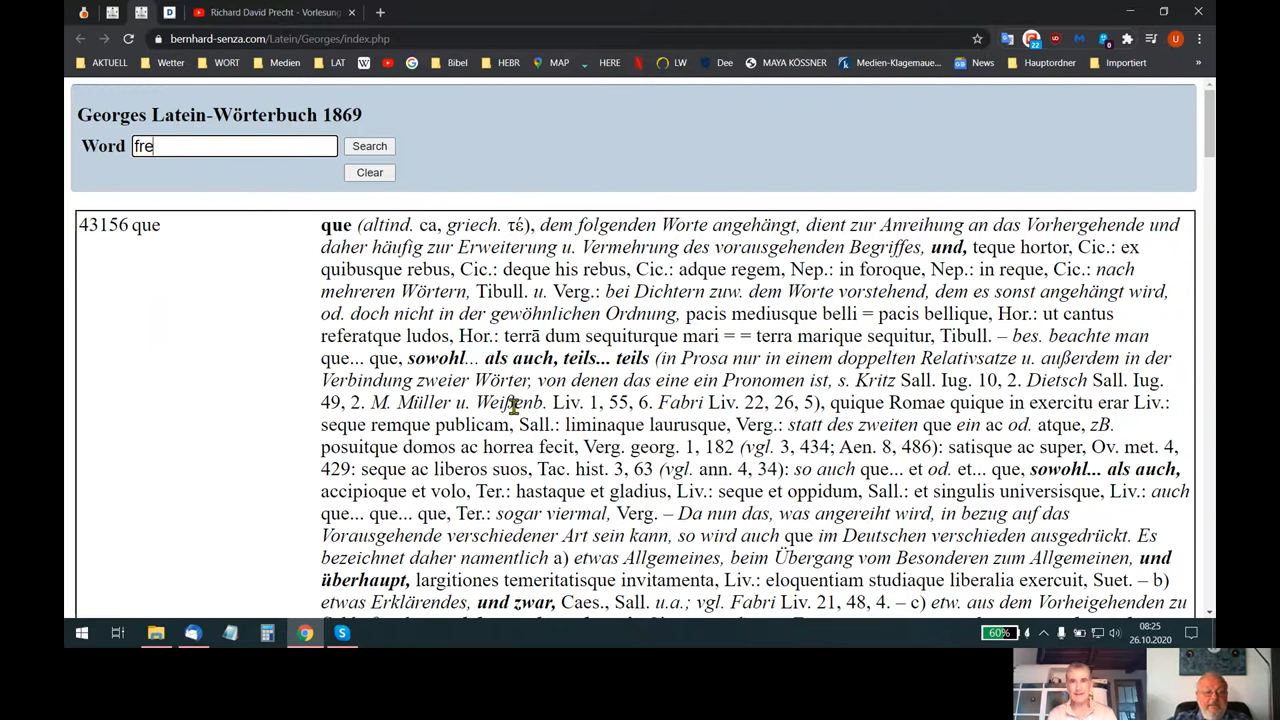 Richard David Precht - Vorlesung
bernhard-senza.com/Latein/Georges/index.php
22
0
U
AKTUELL Wetter WORT Medien LAT Bibel HEBR MAP HERE LW Dee MAYA KÖSSNER Medien-Klagemaue... News Hauptordner Importiert »
Georges Latein-Wörterbuch 1869
Word fre Search
Clear
43156 que que (altind. ca, griech. τέ), dem folgenden Worte angehängt, dient zur Anreihung an das Vorhergehende und
daher häufig zur Erweiterung u. Vermehrung des vorausgehenden Begriffes, und, teque hortor, Cic.: ex
quibusque rebus, Cic.: deque his rebus, Cic.: adque regem, Nep.: in foroque, Nep.: in reque, Cic.: nach
mehreren Wörtern, Tibull. u. Verg.: bei Dichtern zuw. dem Worte vorstehend, dem es sonst angehängt wird,
od. doch nicht in der gewöhnlichen Ordnung, pacis mediusque belli = pacis bellique, Hor.: ut cantus
referatque ludos, Hor.: terrā dum sequiturque mari = = terra marique sequitur, Tibull. – bes. beachte man
que... que, sowohl... als auch, teils... teils (in Prosa nur in einem doppelten Relativsatze u. außerdem in der
Verbindung zweier Wörter, von denen das eine ein Pronomen ist, s. Kritz Sall. Iug. 10, 2. Dietsch Sall. Iug.
49, 2. M. Müller u. Weißenb. Liv. 1, 55, 6. Fabri Liv. 22, 26, 5), quique Romae quique in exercitu erar Liv.:
seque remque publicam, Sall.: liminaque laurusque, Verg.: statt des zweiten que ein ac od. atque, zB.
posuitque domos ac horrea fecit, Verg. georg. 1, 182 (vgl. 3, 434; Aen. 8, 486): satisque ac super, Ov. met. 4,
429: seque ac liberos suos, Tac. hist. 3, 63 (vgl. ann. 4, 34): so auch que... et od. et... que, sowohl... als auch,
accipioque et volo, Ter.: hastaque et gladius, Liv.: seque et oppidum, Sall.: et singulis universisque, Liv.: auch
que... que... que, Ter.: sogar viermal, Verg. – Da nun das, was angereiht wird, in bezug auf das
Vorausgehende verschiedener Art sein kann, so wird auch que im Deutschen verschieden ausgedrückt. Es
bezeichnet daher namentlich a) etwas Allgemeines, beim Übergang vom Besonderen zum Allgemeinen, und
überhaupt, largitiones temeritatisque invitamenta, Liv.: eloquentiam studiaque liberalia exercuit, Suet. – b)
etwas Erklärendes, und zwar, Caes., Sall. u.a.; vgl. Fabri Liv. 21, 48, 4. – c) etw. aus dem Vorheigehenden zu
60% 08:25
26.10.2020